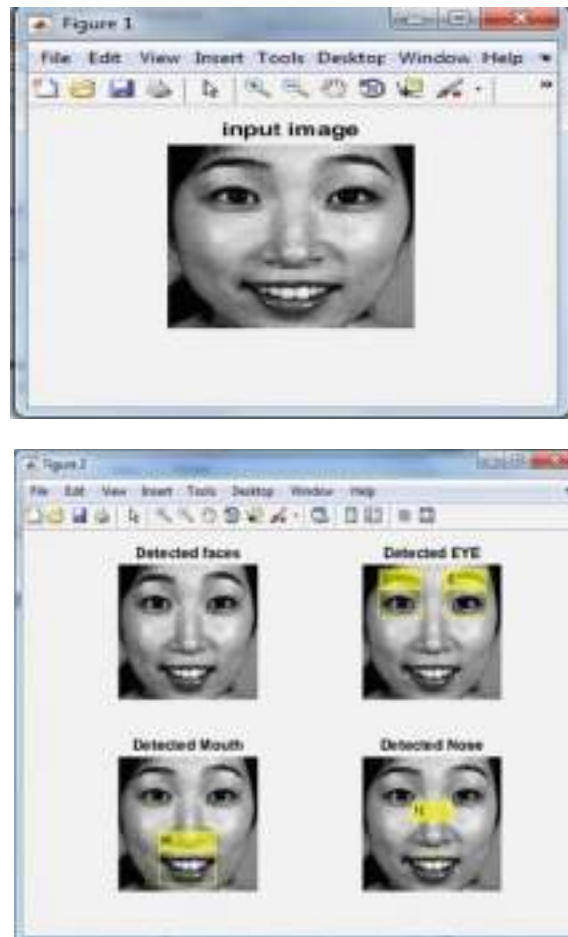 Figure 1
File Edit View Insert Tools Desktop Window Help
input image
Figure 2
File Edit View Insert Tools Desktop Window Help
Detected faces
Detected EYE
Detected Mouth
Detected Nose